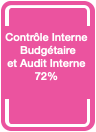 Contrôle Interne
Budgétaire
et Audit Interne
72%